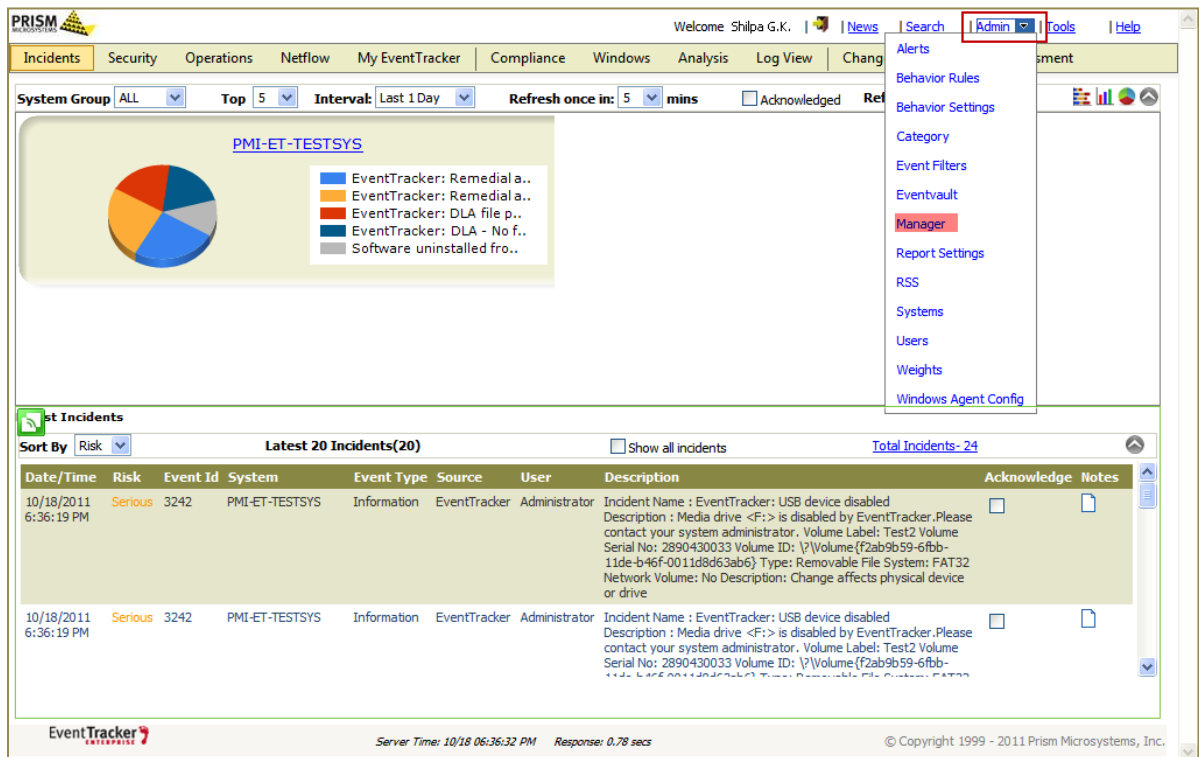 PRISM
MICROSYSTEMS
Welcome Shilpa G.K. | | News | Search | Admin | Tools | Help
Incidents Security Operations Netflow My EventTracker Compliance Windows Analysis Log View Chang sment
System Group ALL Top 5 Interval: Last 1 Day Refresh once in: 5 mins Acknowledged Ref
Alerts
Behavior Rules
Behavior Settings
Category
Event Filters
Eventvault
Manager
Report Settings
RSS
Systems
Users
Weights
Windows Agent Config
PMI-ET-TESTSYS
EventTracker: Remedial a..
EventTracker: Remedial a..
EventTracker: DLA file p..
EventTracker: DLA - No f..
Software uninstalled fro..
st Incidents
Sort By Risk Latest 20 Incidents(20) Show all incidents Total Incidents- 24
Date/Time Risk Event Id System Event Type Source User Description Acknowledge Notes
10/18/2011 6:36:19 PM Serious 3242 PMI-ET-TESTSYS Information EventTracker Administrator Incident Name : EventTracker: USB device disabled
Description : Media drive <F:> is disabled by EventTracker.Please
contact your system administrator. Volume Label: Test2 Volume
Serial No: 2890430033 Volume ID: \?\Volume{f2ab9b59-6fbb-
11de-b46f-0011d8d63ab6} Type: Removable File System: FAT32
Network Volume: No Description: Change affects physical device
or drive
10/18/2011 6:36:19 PM Serious 3242 PMI-ET-TESTSYS Information EventTracker Administrator Incident Name : EventTracker: USB device disabled
Description : Media drive <F:> is disabled by EventTracker.Please
contact your system administrator. Volume Label: Test2 Volume
Serial No: 2890430033 Volume ID: \?\Volume{f2ab9b59-6fbb-
11de-b46f-0011d8d63ab6} Type: Removable File System: FAT32
EventTracker
ENTERPRISE
Server Time: 10/18 06:36:32 PM Response: 0.78 secs
© Copyright 1999 - 2011 Prism Microsystems, Inc.